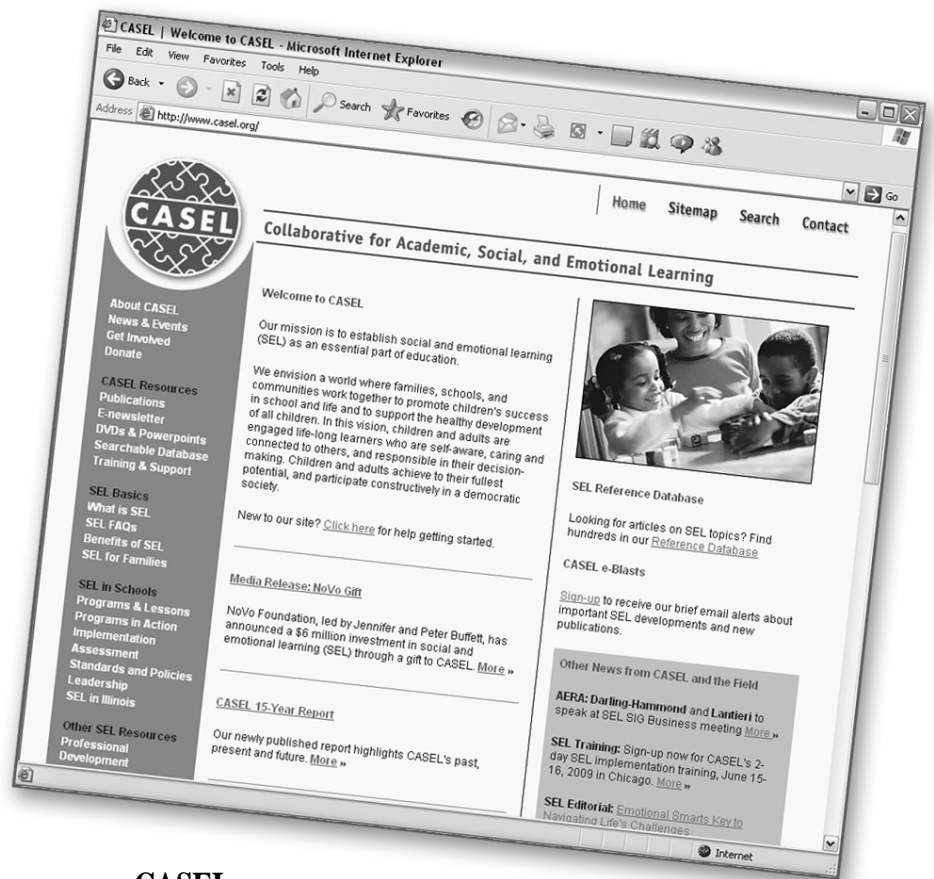 CASEL | Welcome to CASEL - Microsoft Internet Explorer
File Edit View Favorites Tools Help
Back Search Favorites
Address http://www.casel.org/ Go
Home Sitemap Search Contact
CASEL
Collaborative for Academic, Social, and Emotional Learning
About CASEL
News & Events
Get Involved
Donate
CASEL Resources
Publications
E-newsletter
DVDs & Powerpoints
Searchable Database
Training & Support
SEL Basics
What is SEL
SEL FAQs
Benefits of SEL
SEL for Families
SEL in Schools
Programs & Lessons
Programs in Action
Implementation
Assessment
Standards and Policies
Leadership
SEL in Illinois
Other SEL Resources
Professional
Development
Welcome to CASEL
Our mission is to establish social and emotional learning
(SEL) as an essential part of education.
We envision a world where families, schools, and
communities work together to promote children's success
in school and life and to support the healthy development
of all children. In this vision, children and adults are
engaged life-long learners who are self-aware, caring and
connected to others, and responsible in their decision-
making. Children and adults achieve to their fullest
potential, and participate constructively in a democratic
society.
New to our site? Click here for help getting started.
Media Release: NoVo Gift
NoVo Foundation, led by Jennifer and Peter Buffett, has
announced a $6 million investment in social and
emotional learning (SEL) through a gift to CASEL. More »
CASEL 15-Year Report
Our newly published report highlights CASEL's past,
present and future. More »
SEL Reference Database
Looking for articles on SEL topics? Find
hundreds in our Reference Database
CASEL e-Blasts
Sign-up to receive our brief email alerts about
important SEL developments and new
publications.
Other News from CASEL and the Field
AERA: Darling-Hammond and Lantieri to
speak at SEL SIG Business meeting More »
SEL Training: Sign-up now for CASEL's 2-
day SEL implementation training, June 15-
16, 2009 in Chicago. More »
SEL Editorial: Emotional Smarts Key to
Navigating Life's Challenges
Internet
CASEL